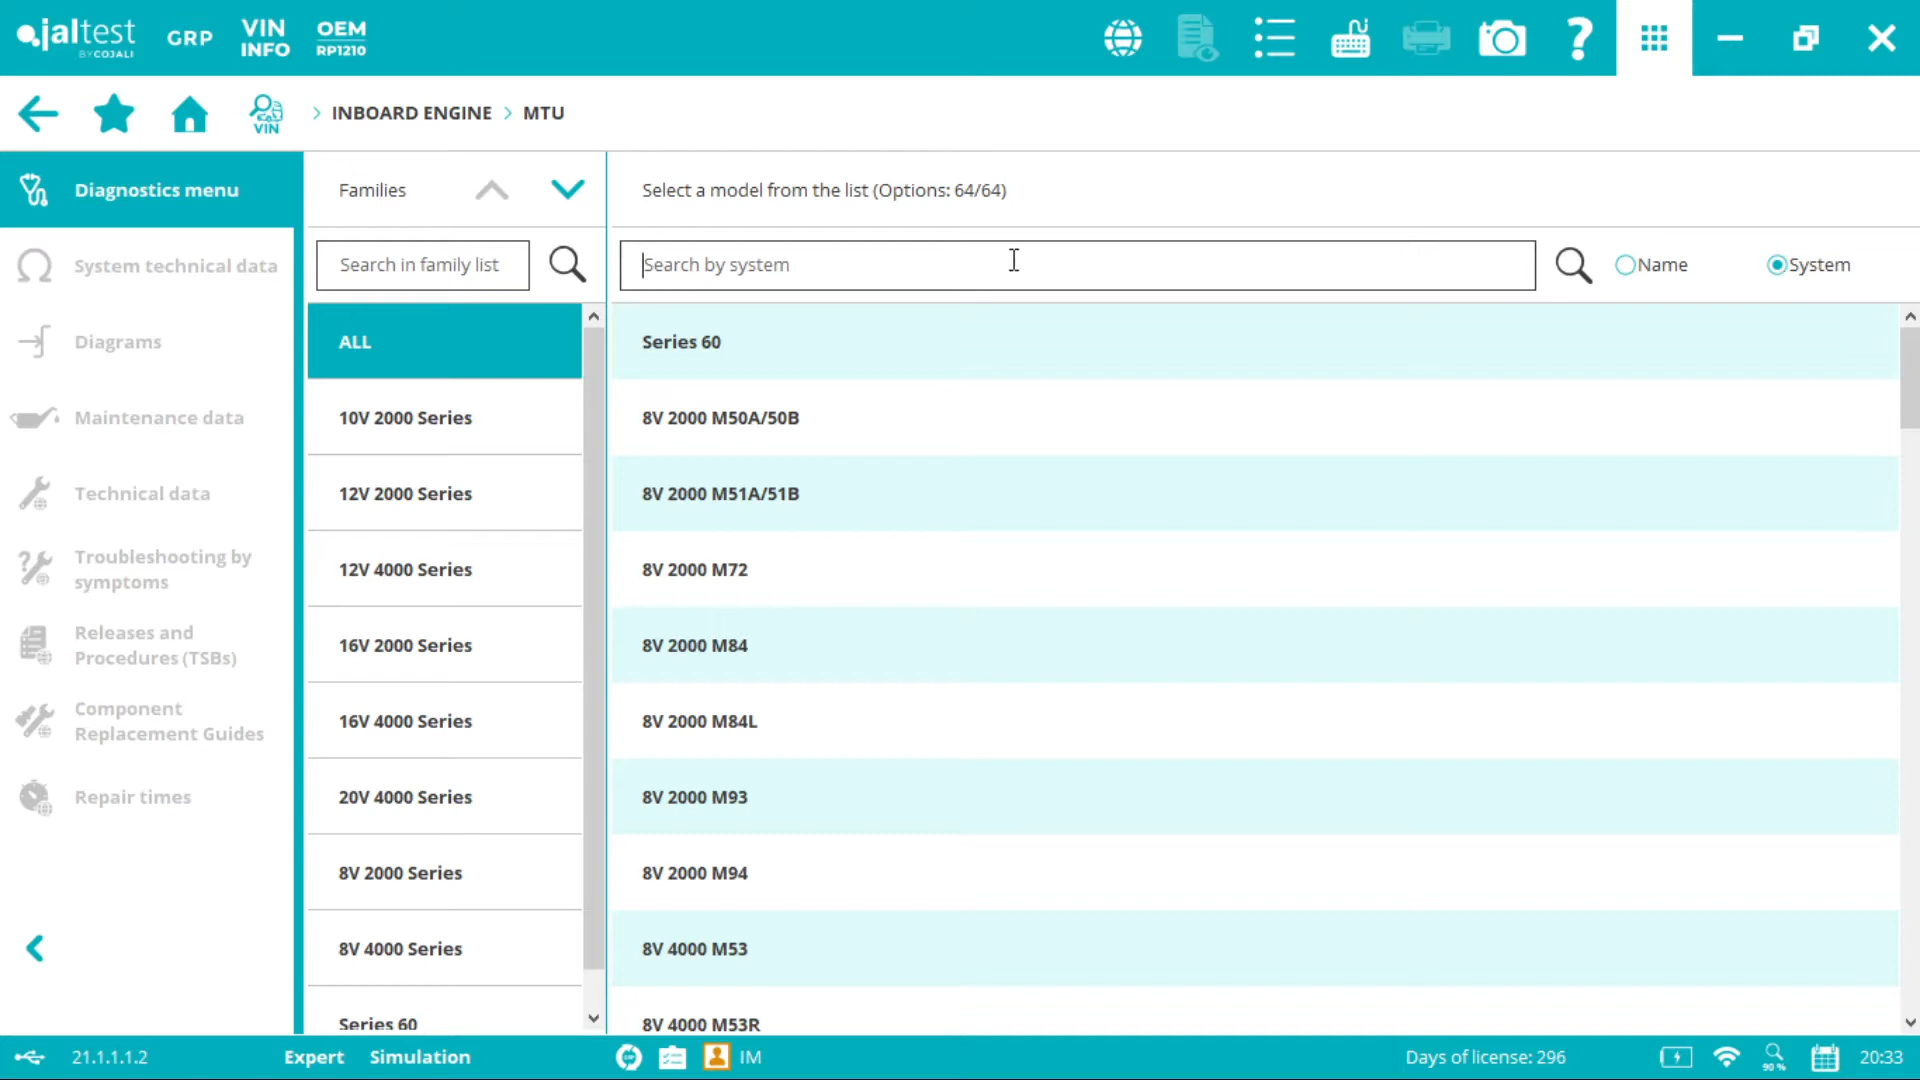 jaltest
BY COJALI
GRP
VIN
INFO
OEM
RP1210
VIN
> INBOARD ENGINE > MTU
Diagnostics menu
System technical data
Diagrams
Maintenance data
Technical data
Troubleshooting by
symptoms
Releases and
Procedures (TSBs)
Component
Replacement Guides
Repair times
Families
Search in family list
ALL
10V 2000 Series
12V 2000 Series
12V 4000 Series
16V 2000 Series
16V 4000 Series
20V 4000 Series
8V 2000 Series
8V 4000 Series
Series 60
Select a model from the list (Options: 64/64)
Search by system
Name
System
Series 60
8V 2000 M50A/50B
8V 2000 M51A/51B
8V 2000 M72
8V 2000 M84
8V 2000 M84L
8V 2000 M93
8V 2000 M94
8V 4000 M53
8V 4000 M53R
21.1.1.1.2
Expert
Simulation
IM
Days of license: 296
90 %
20:33